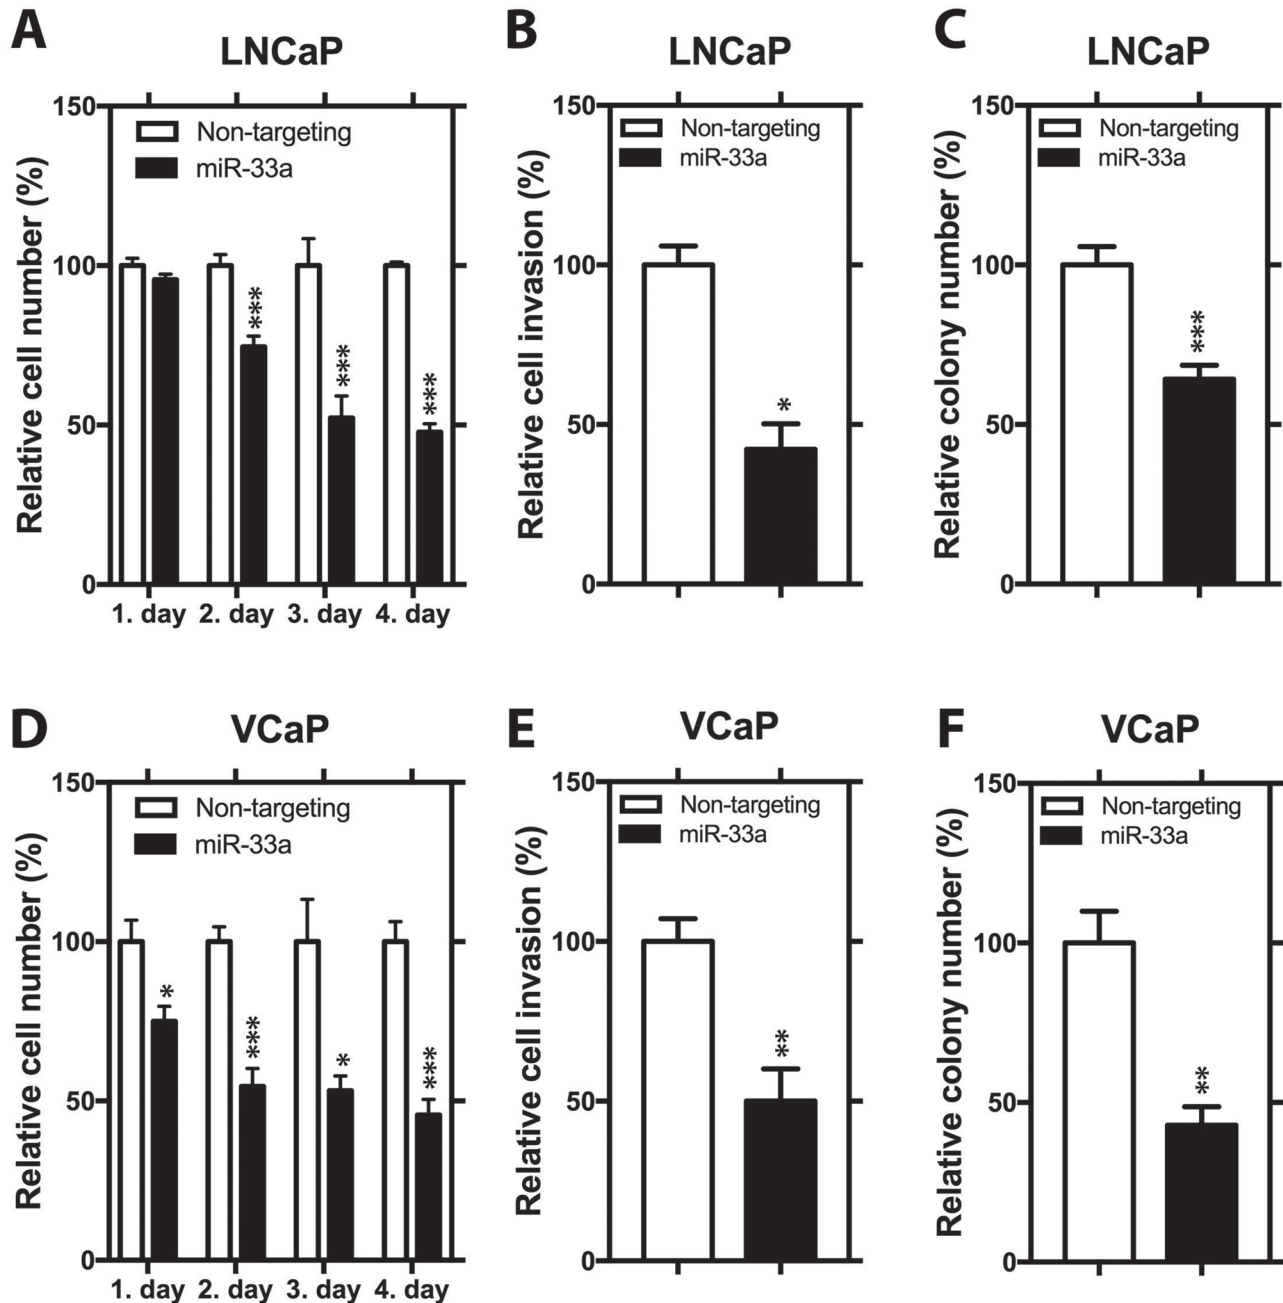 A
LNCaP
Relative cell number (%)
150
100
50
0
Non-targeting
miR-33a
***
***
***
1. day 2. day 3. day 4. day
B
LNCaP
Relative cell invasion (%)
150
100
50
0
Non-targeting
miR-33a
*
C
LNCaP
Relative colony number (%)
150
100
50
0
Non-targeting
miR-33a
***
D
VCaP
Relative cell number (%)
150
100
50
0
Non-targeting
miR-33a
*
***
*
***
1. day 2. day 3. day 4. day
E
VCaP
Relative cell invasion (%)
150
100
50
0
Non-targeting
miR-33a
**
F
VCaP
Relative colony number (%)
150
100
50
0
Non-targeting
miR-33a
**